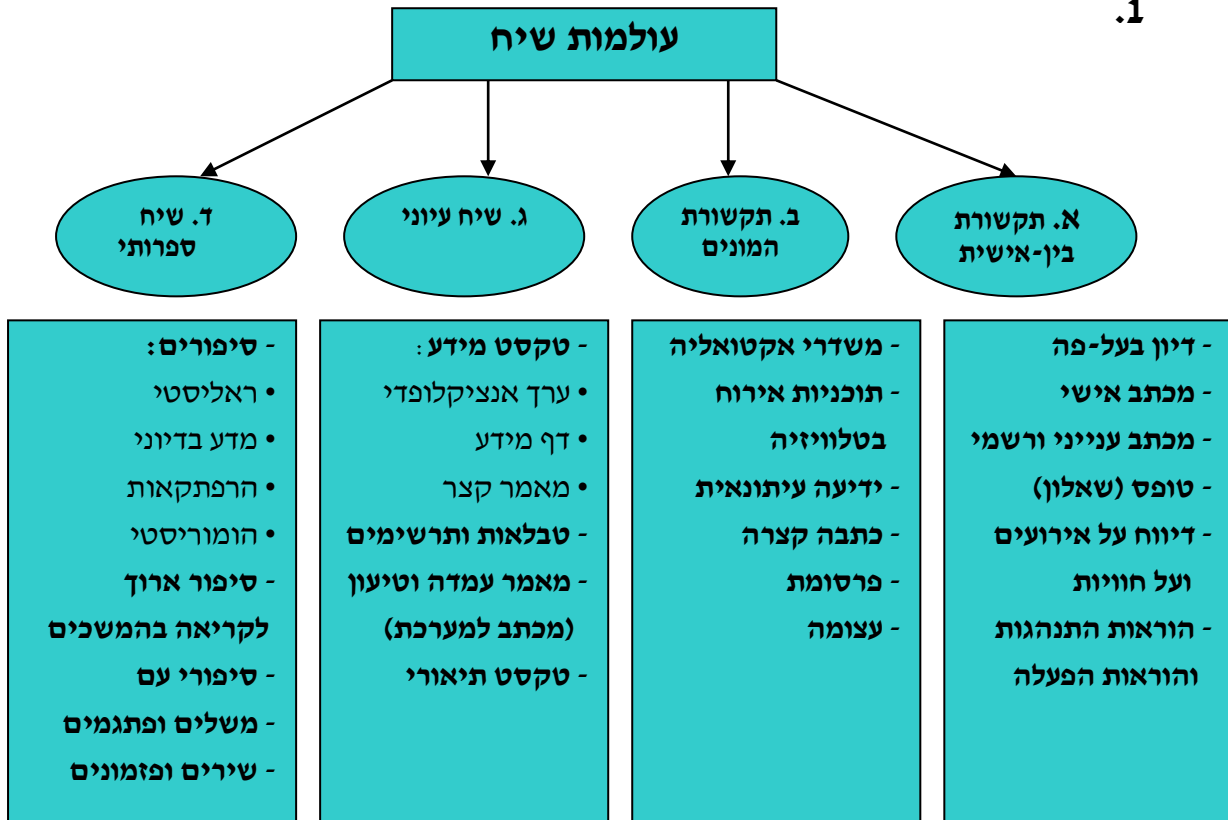 1.
עולמות שיח
א. תקשורת
בין-אישית
ב. תקשורת
המונים
ג. שיח עיוני
ד. שיח
ספרותי
- דיון בעל-פה
- מכתב אישי
- מכתב ענייני ורשמי
- טופס (שאלון)
- דיווח על אירועים
ועל חוויות
- הוראות התנהגות
והוראות הפעלה
- משדרי אקטואליה
- תוכניות אירוח
בטלוויזיה
- ידיעה עיתונאית
- כתבה קצרה
- פרסומת
- עצומה
- טקסט מידע:
• ערך אנציקלופדי
• דף מידע
• מאמר קצר
- טבלאות ותרשימים
- מאמר עמדה וטיעון
(מכתב למערכת)
- טקסט תיאורי
- סיפורים:
• ראליסטי
• מדע בדיוני
• הרפתקאות
• הומוריסטי
- סיפור ארוך
לקריאה בהמשכים
- סיפורי עם
- משלים ופתגמים
- שירים ופזמונים